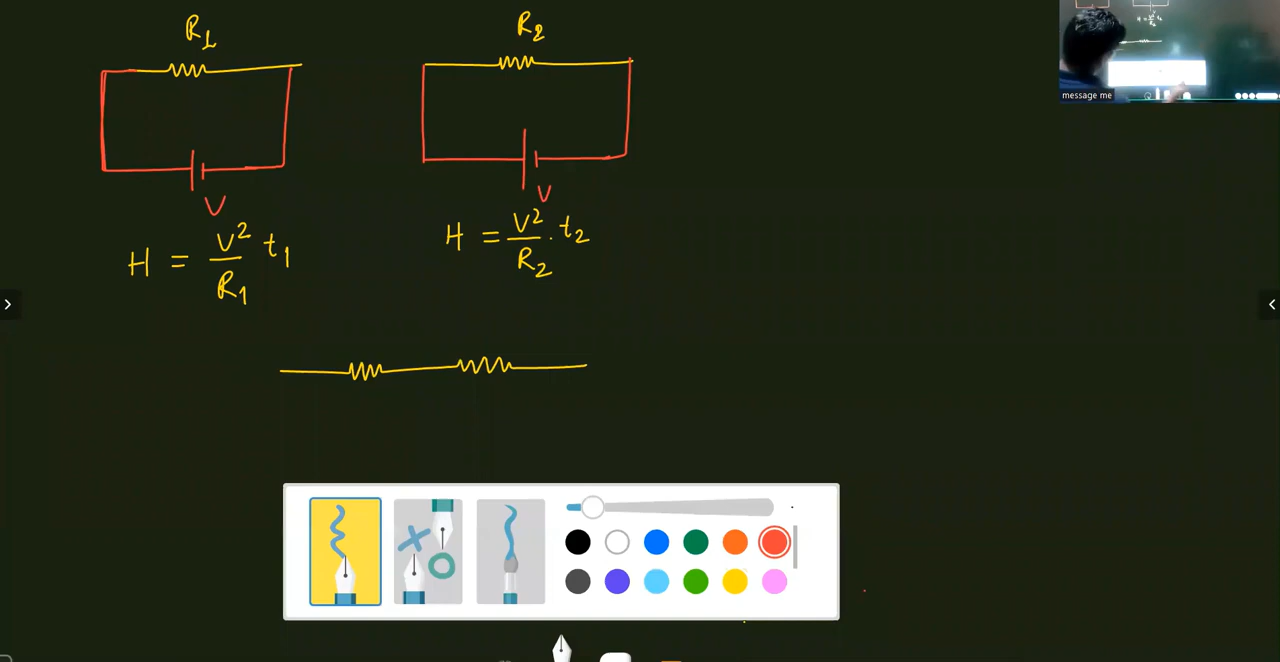 R₁
R₂
V
V
H = V²/R₁ t₁
H = V²/R₂ . t₂
message me